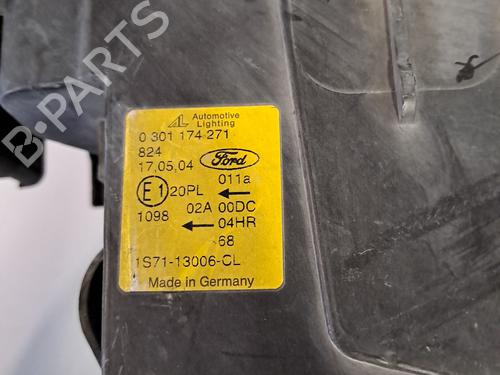 B-PARTS
AL Automotive Lighting
0 301 174 271
824
17,05,04 Ford
E1 20PL ← 011a
1098 02A 00DC
← 04HR
68
1S71-13006-CL
Made in Germany